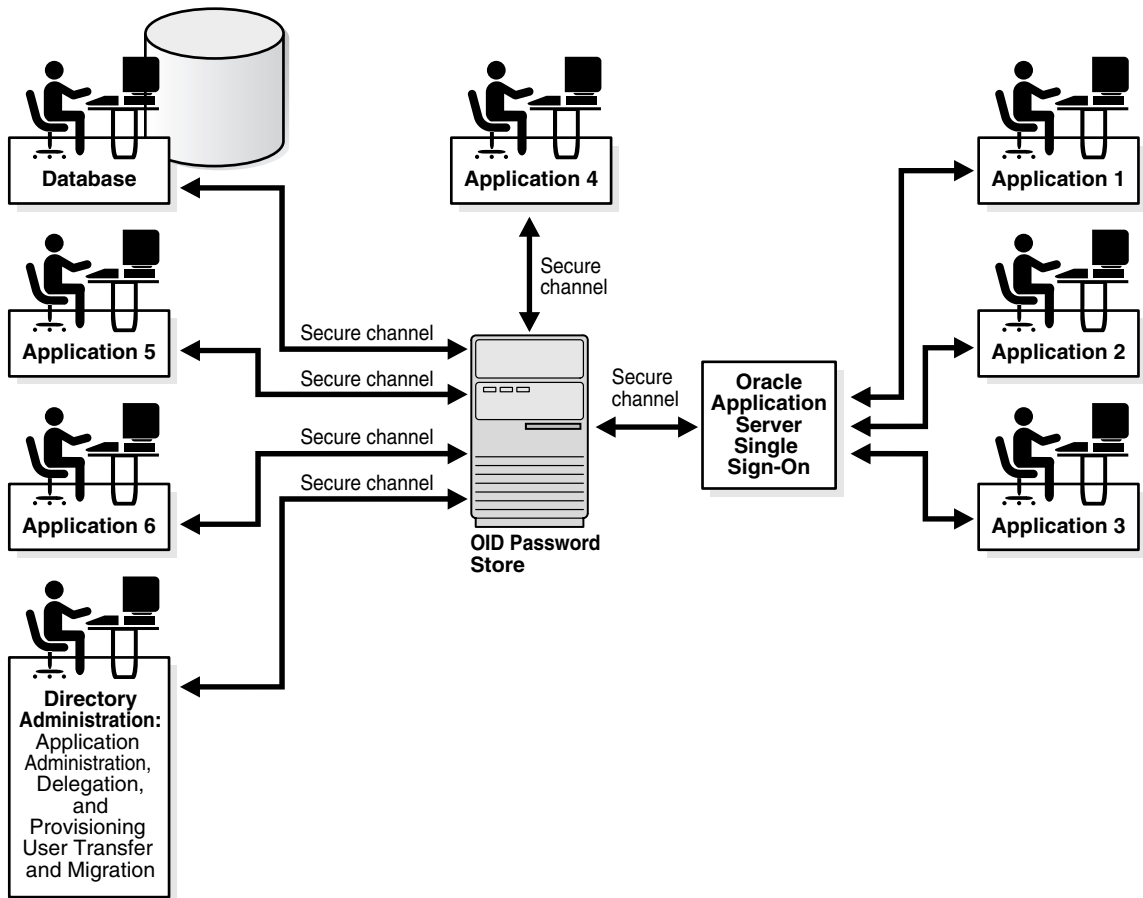 Database
Application 4
Application 1
Secure
channel
Application 2
Secure channel
Application 5
Secure channel
Secure
channel
Oracle
Application
Server
Single
Sign-On
Secure channel
Secure channel
Application 6
Application 3
OID Password
Store
Directory
Administration:
Application
Administration,
Delegation,
and
Provisioning
User Transfer
and Migration